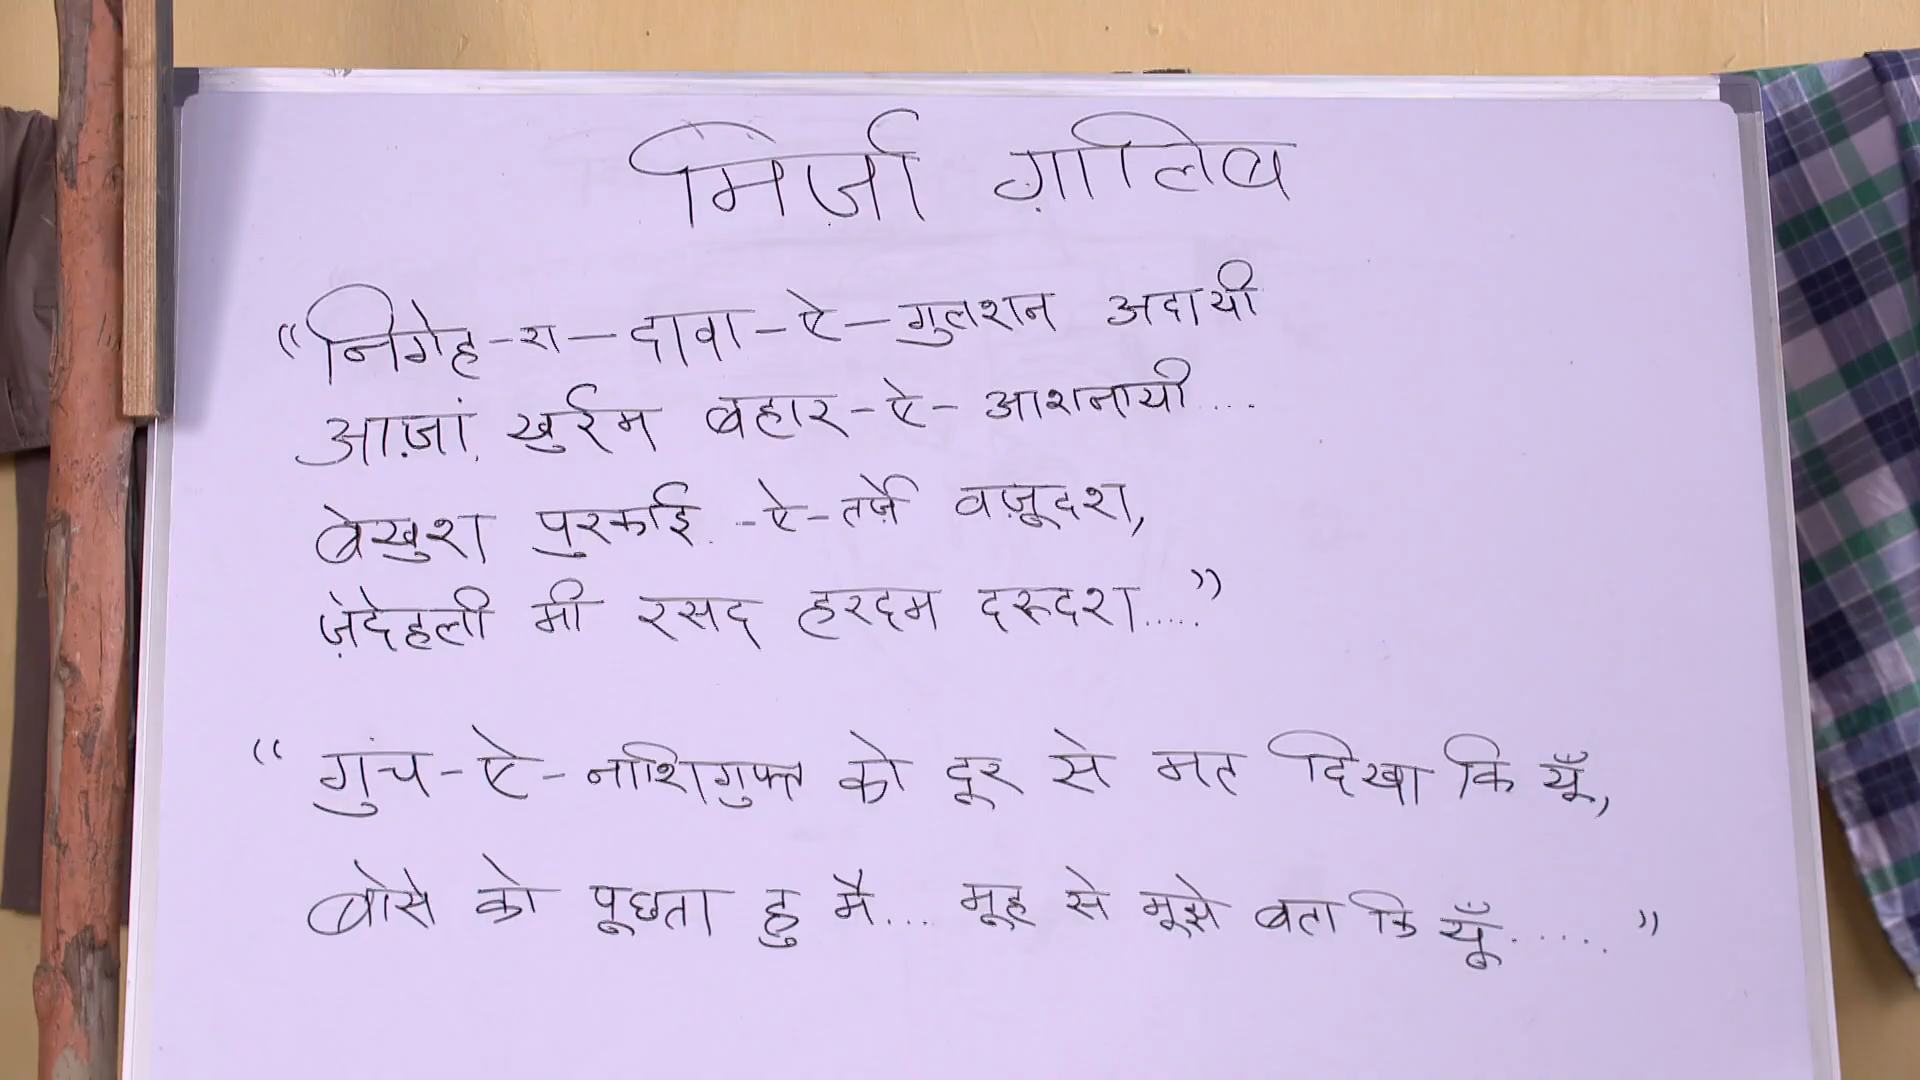 मिर्ज़ा ग़ालिब
“निगेह-रा-दावा-ऐ-गुलशन अदायी
आज़ां खुर्रम बहार-ऐ-आशनायी....
बेखुश पुरकाई -ऐ-तर्ज़े वज़ूदश,
ज़ेदेहली मी रसद हरदम दरूदश.....”
“गुंच-ऐ-नाशिगुफ्त को दूर से मत दिखा कि यूँ,
बोसे को पूछता हु मै... मूह से मूझे बता कि यूँ......”